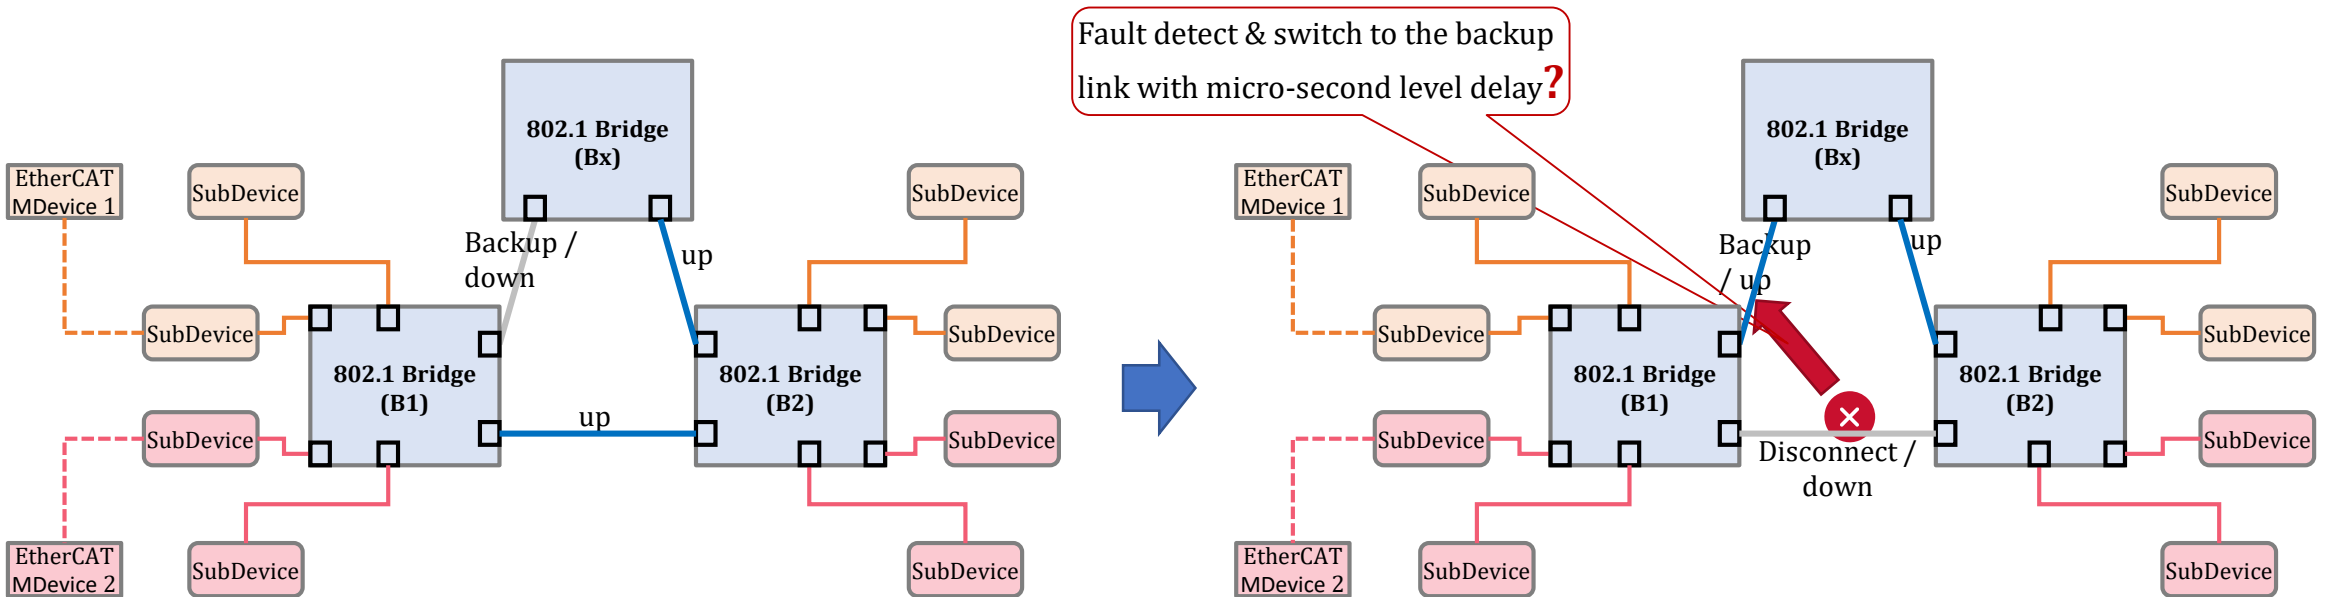 802.1 Bridge
(Bx)
EtherCAT
MDevice 1
SubDevice
SubDevice
Backup /
down
up
SubDevice
SubDevice
802.1 Bridge
(B1)
up
802.1 Bridge
(B2)
SubDevice
SubDevice
EtherCAT
MDevice 2
SubDevice
SubDevice
Fault detect & switch to the backup
link with micro-second level delay?
802.1 Bridge
(Bx)
EtherCAT
MDevice 1
SubDevice
SubDevice
Backup
/ up
up
SubDevice
SubDevice
802.1 Bridge
(B1)
802.1 Bridge
(B2)
Disconnect /
down
SubDevice
SubDevice
EtherCAT
MDevice 2
SubDevice
SubDevice